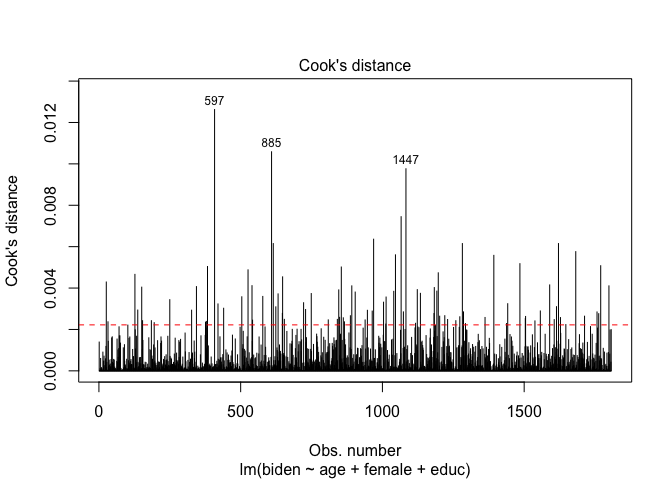 Cook's distance
597
885
1447
0.012
0.008
0.004
0.000
Cook's distance
0
500
1000
1500
Obs. number
lm(biden ~ age + female + educ)